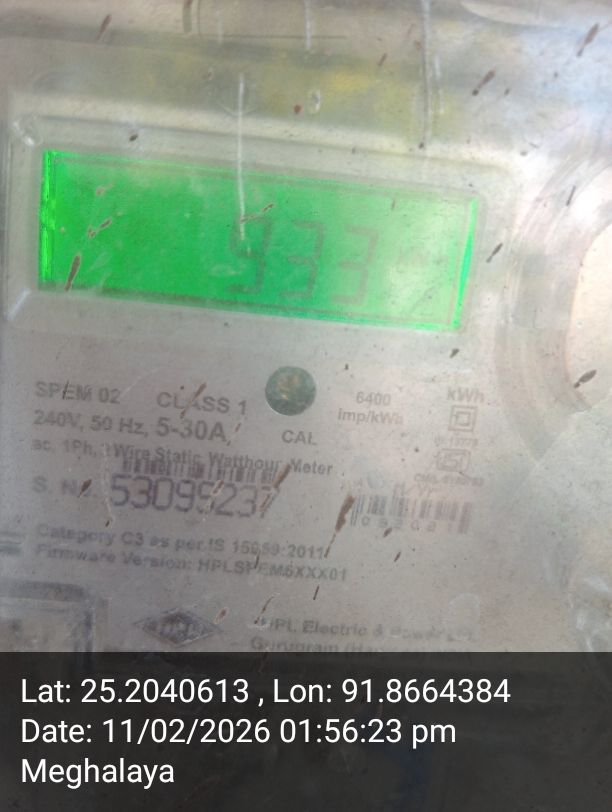 933
SPEM 02 CLASS 1
6400
imp/kWh
kWh
240V, 50 Hz, 5-30A,
CAL
ac, 1Ph, Wire Static Watthour Meter
S. No. 53099237
Category C3 as per IS 15959:2011
Firmware Version: HPLSPEM5XXX01
HPL Electric & Power
Gurugram
Lat: 25.2040613 , Lon: 91.8664384
Date: 11/02/2026 01:56:23 pm
Meghalaya